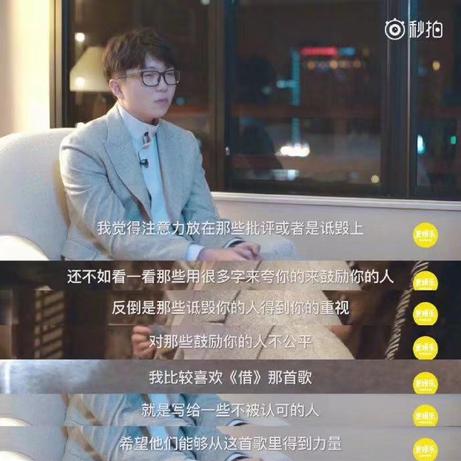 秒拍
我觉得注意力放在那些批评或者是诋毁上
还不如看一看那些用很多字来夸你的来鼓励你的人
反倒是那些诋毁你的人得到你的重视
对那些鼓励你的人不公平
我比较喜欢《借》那首歌
就是写给一些不被认可的人
希望他们能够从这首歌里得到力量